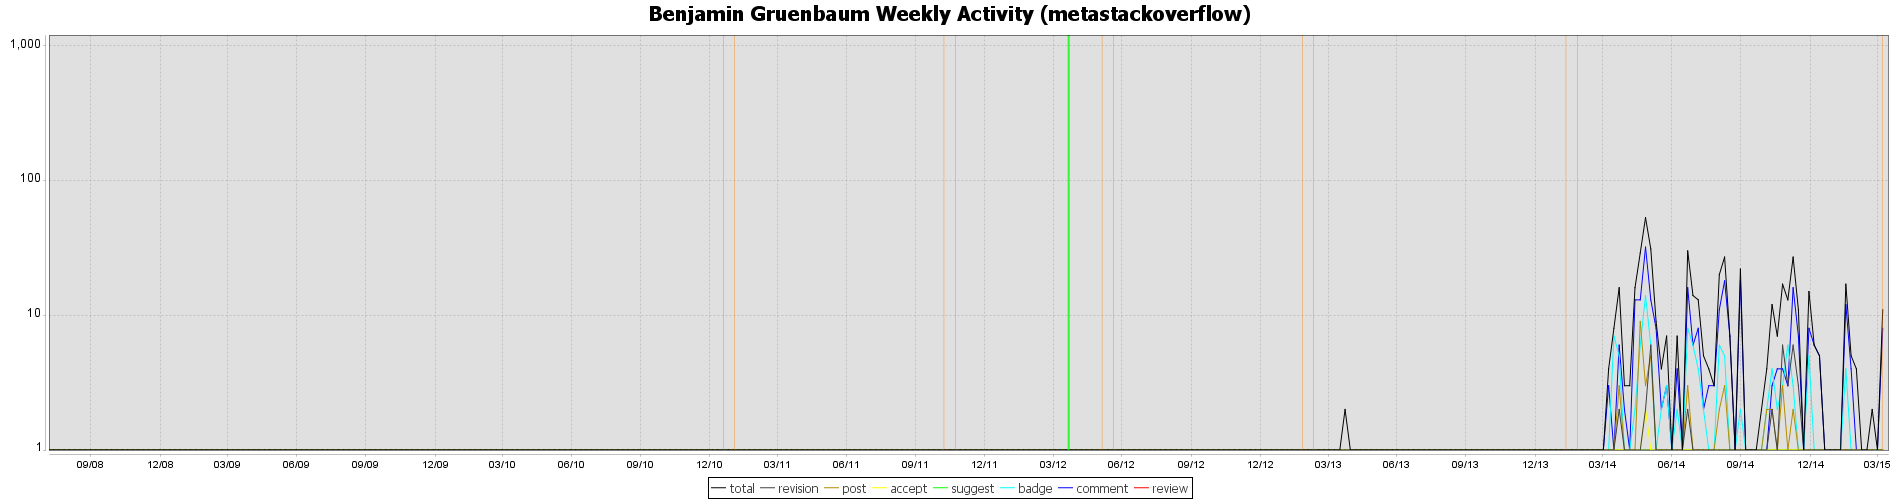 Benjamin Gruenbaum Weekly Activity (metastackoverflow)
1,000
100
10
1
09/08 12/08 03/09 06/09 09/09 12/09 03/10 06/10 09/10 12/10 03/11 06/11 09/11 12/11 03/12 06/12 09/12 12/12 03/13 06/13 09/13 12/13 03/14 06/14 09/14 12/14 03/15
total revision post accept suggest badge comment review